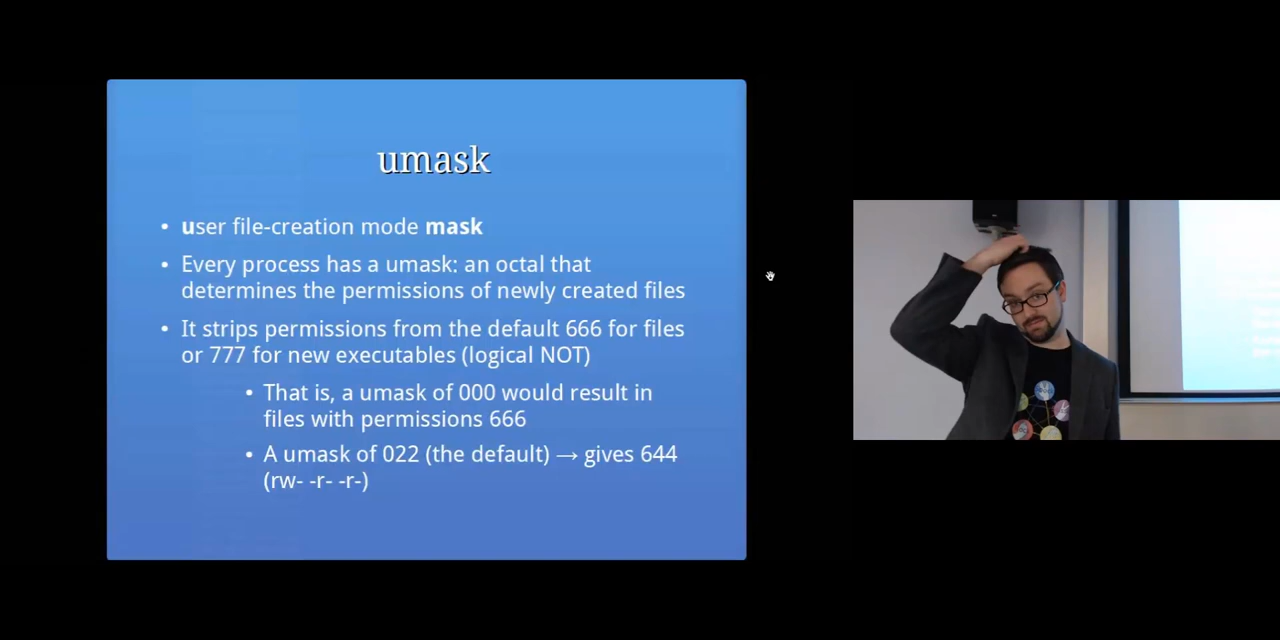 umask
• user file-creation mode mask
• Every process has a umask: an octal that
determines the permissions of newly created files
• It strips permissions from the default 666 for files
or 777 for new executables (logical NOT)
• That is, a umask of 000 would result in
files with permissions 666
• A umask of 022 (the default) → gives 644
(rw- -r- -r-)